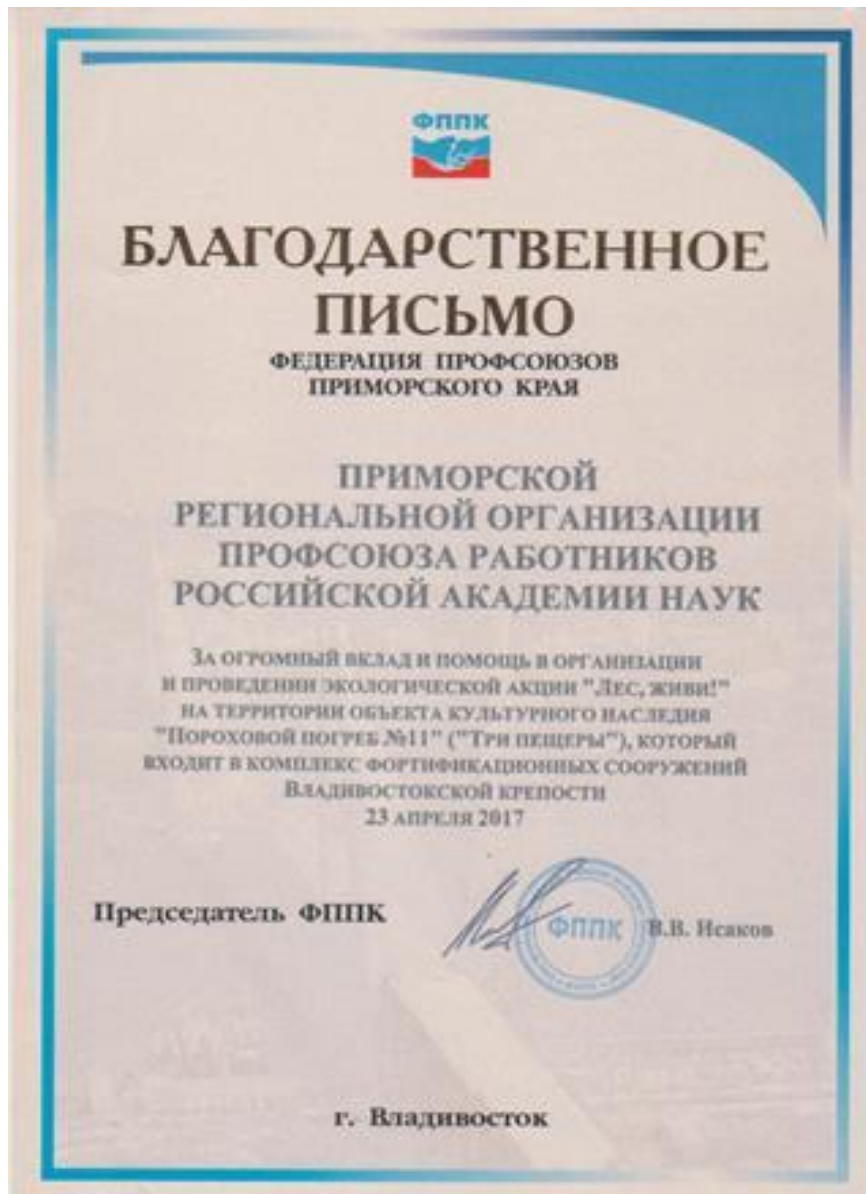 ФППК
БЛАГОДАРСТВЕННОЕ
ПИСЬМО
ФЕДЕРАЦИЯ ПРОФСОЮЗОВ
ПРИМОРСКОГО КРАЯ
ПРИМОРСКОЙ
РЕГИОНАЛЬНОЙ ОРГАНИЗАЦИИ
ПРОФСОЮЗА РАБОТНИКОВ
РОССИЙСКОЙ АКАДЕМИИ НАУК
ЗА ОГРОМНЫЙ ВКЛАД И ПОМОЩЬ В ОРГАНИЗАЦИИ
И ПРОВЕДЕНИИ ЭКОЛОГИЧЕСКОЙ АКЦИИ "ЛЕС, ЖИВИ!"
НА ТЕРРИТОРИИ ОБЪЕКТА КУЛЬТУРНОГО НАСЛЕДИЯ
"ПОРОХОВОЙ ПОГРЕБ №11" ("ТРИ ПЕЩЕРЫ"), КОТОРЫЙ
ВХОДИТ В КОМПЛЕКС ФОРТИФИКАЦИОННЫХ СООРУЖЕНИЙ
ВЛАДИВОСТОКСКОЙ КРЕПОСТИ
23 АПРЕЛЯ 2017
Председатель ФППК
ФППК
В.В. Исаков
г. Владивосток